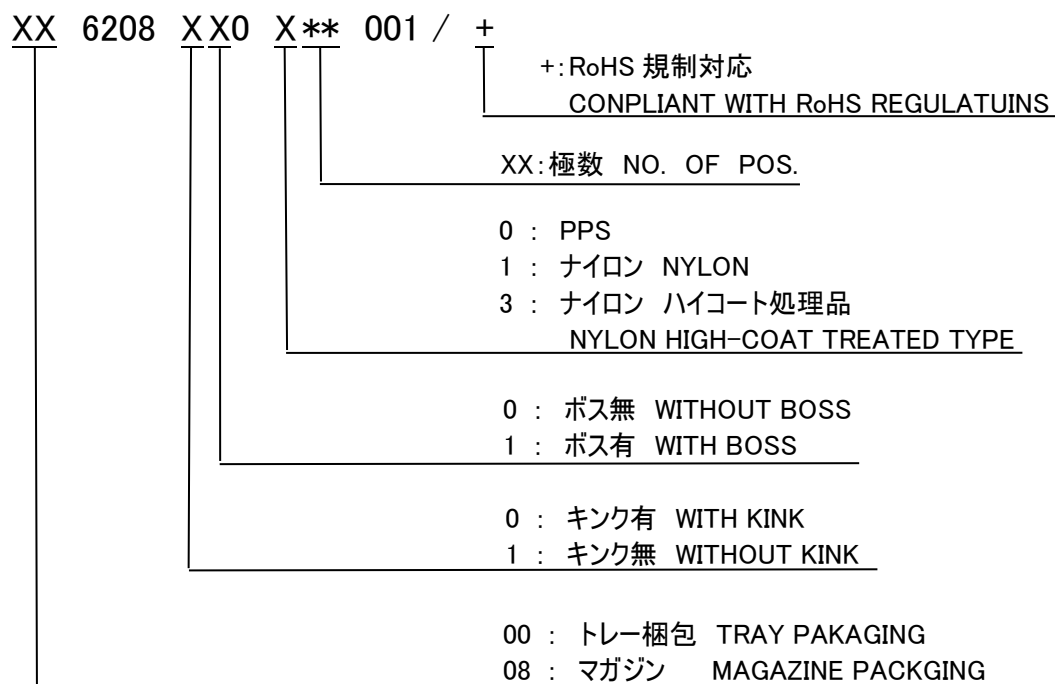 XX 6208 XX0 X** 001 / +
+:RoHS 規制対応
CONPLIANT WITH RoHS REGULATUINS
XX:極数 NO. OF POS.
0 : PPS
1 : ナイロン NYLON
3 : ナイロン ハイコート処理品
NYLON HIGH-COAT TREATED TYPE
0 : ボス無 WITHOUT BOSS
1 : ボス有 WITH BOSS
0 : キンク有 WITH KINK
1 : キンク無 WITHOUT KINK
00 : トレー梱包 TRAY PAKAGING
08 : マガジン MAGAZINE PACKGING